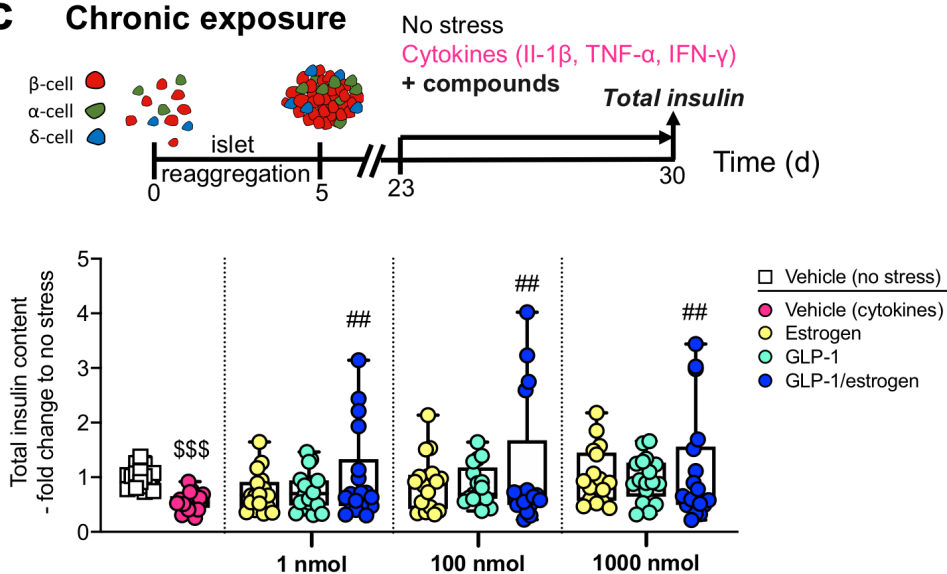 C Chronic exposure
No stress
Cytokines (Il-1β, TNF-α, IFN-γ)
+ compounds
β-cell
α-cell
δ-cell
Total insulin
islet
reaggregation
Time (d)
0
5
23
30
Total insulin content
- fold change to no stress
5
4
3
2
1
0
$$$
##
##
##
1 nmol
100 nmol
1000 nmol
Vehicle (no stress)
Vehicle (cytokines)
Estrogen
GLP-1
GLP-1/estrogen